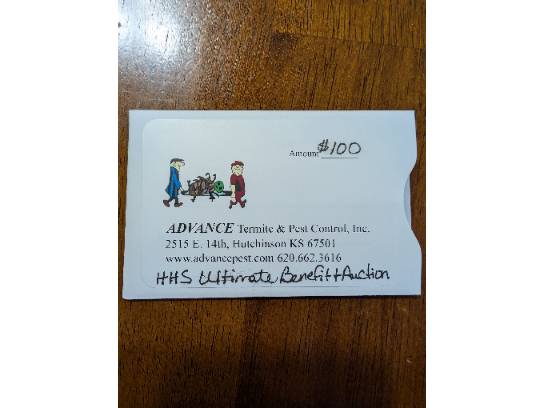 Amount $100
ADVANCE Termite & Pest Control, Inc.
2515 E. 14th, Hutchinson KS 67501
www.advancepest.com 620.662.3616
HHS Ultimate Benefit + Auction